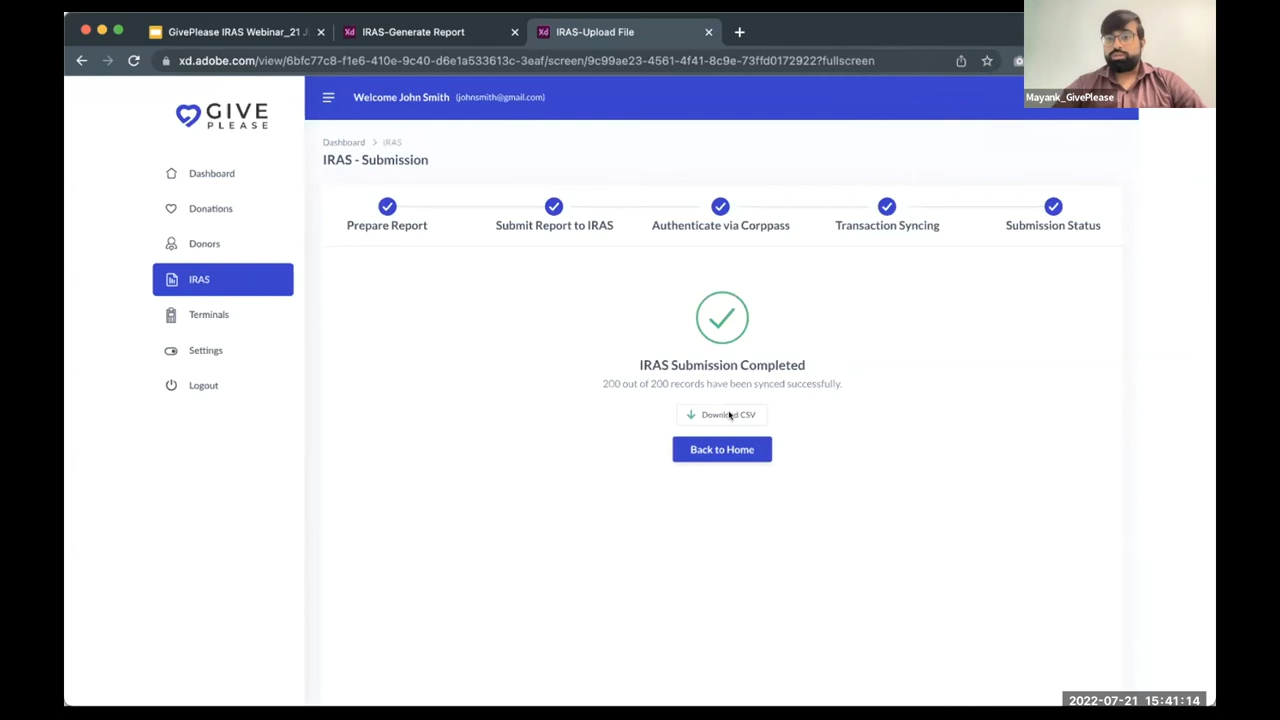 GivePlease IRAS Webinar_21 J
IRAS-Generate Report
IRAS-Upload File
xd.adobe.com/view/6bfc77c8-f1e6-410e-9c40-d6e1a533613c-3eaf/screen/9c99ae23-4561-4f41-8c9e-73ffd0172922?fullscreen
Mayank_GivePlease
GIVE
PLEASE
Welcome John Smith (johnsmith@gmail.com)
Dashboard > IRAS
IRAS - Submission
Dashboard
Donations
Donors
IRAS
Terminals
Settings
Logout
Prepare Report
Submit Report to IRAS
Authenticate via Corppass
Transaction Syncing
Submission Status
IRAS Submission Completed
200 out of 200 records have been synced successfully.
Download CSV
Back to Home
2022-07-21 15:41:14